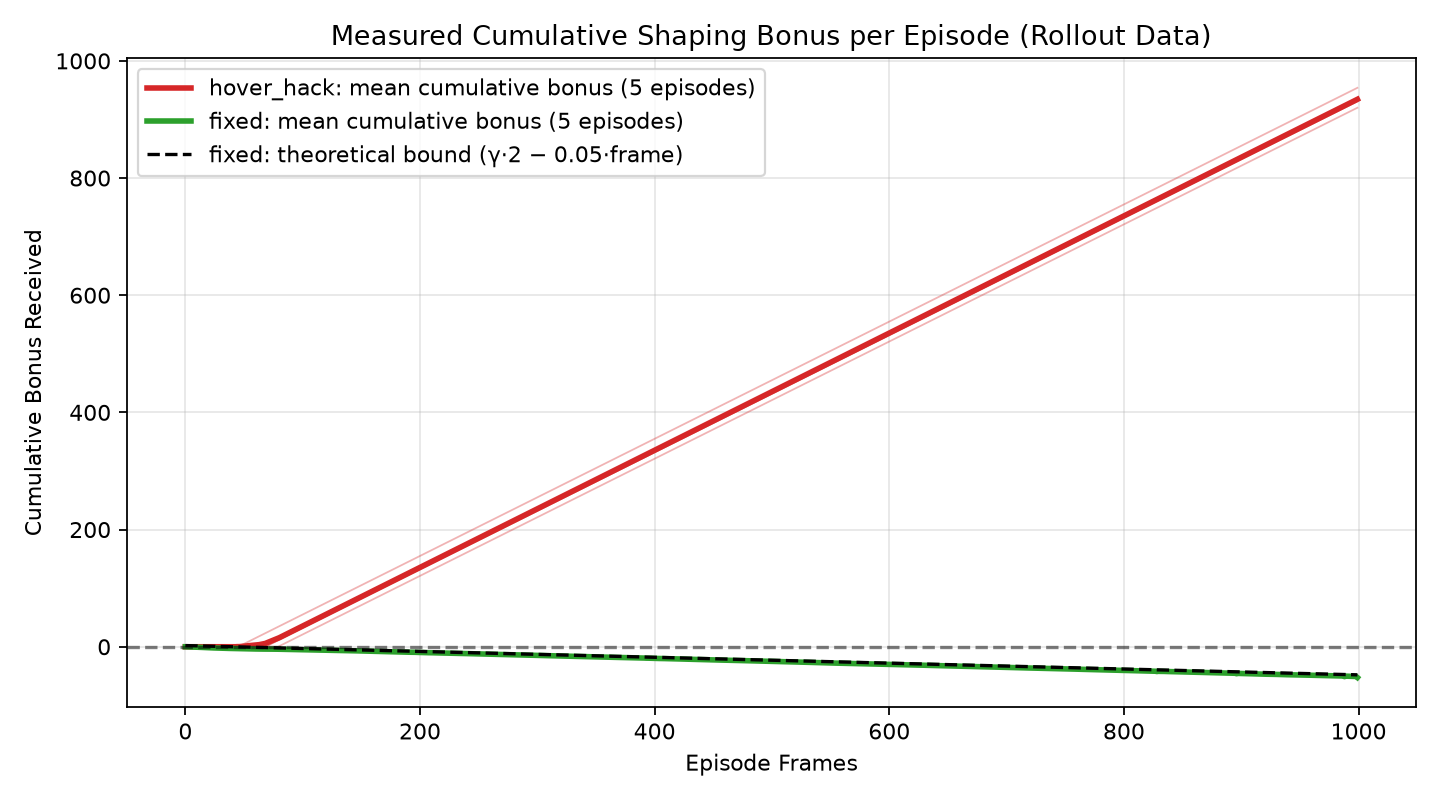 Measured Cumulative Shaping Bonus per Episode (Rollout Data)
hover_hack: mean cumulative bonus (5 episodes)
fixed: mean cumulative bonus (5 episodes)
fixed: theoretical bound (γ·2 − 0.05·frame)
Cumulative Bonus Received
1000
800
600
400
200
0
0
200
400
600
800
1000
Episode Frames